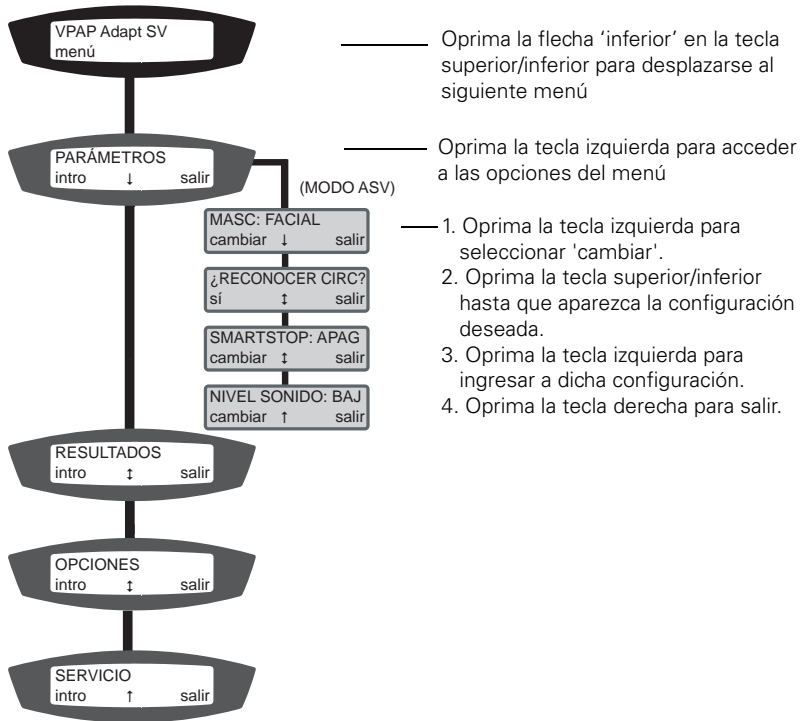 VPAP Adapt SV
menú
Oprima la flecha ‘inferior’ en la tecla
superior/inferior para desplazarse al
siguiente menú
PARÁMETROS
intro ↓ salir
Oprima la tecla izquierda para acceder
a las opciones del menú
(MODO ASV)
MASC: FACIAL
cambiar ↓ salir
¿RECONOCER CIRC?
sí ↕ salir
SMARTSTOP: APAG
cambiar ↕ salir
NIVEL SONIDO: BAJ
cambiar ↑ salir
1. Oprima la tecla izquierda para
seleccionar 'cambiar'.
2. Oprima la tecla superior/inferior
hasta que aparezca la configuración
deseada.
3. Oprima la tecla izquierda para
ingresar a dicha configuración.
4. Oprima la tecla derecha para salir.
RESULTADOS
intro ↕ salir
OPCIONES
intro ↕ salir
SERVICIO
intro ↑ salir